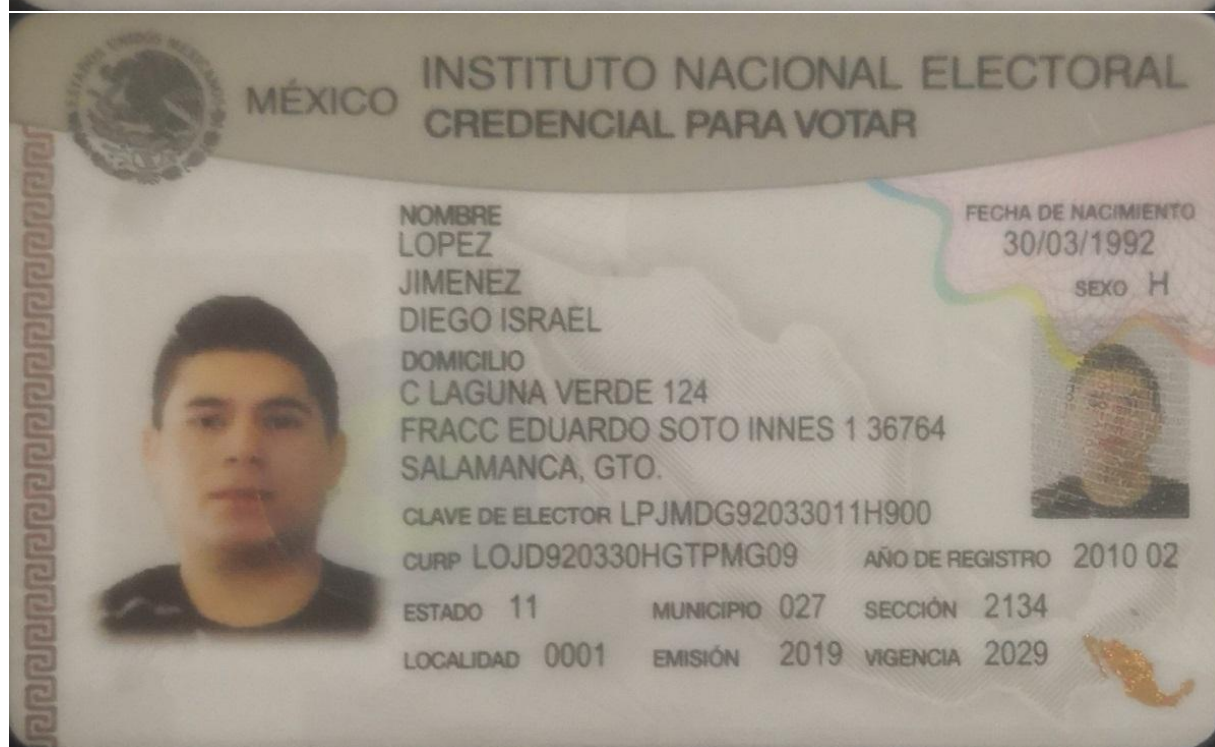 MÉXICO
INSTITUTO NACIONAL ELECTORAL
CREDENCIAL PARA VOTAR
NOMBRE
LOPEZ
JIMENEZ
DIEGO ISRAEL
FECHA DE NACIMIENTO
30/03/1992
SEXO H
DOMICILIO
C LAGUNA VERDE 124
FRACC EDUARDO SOTO INNES 1 36764
SALAMANCA, GTO.
CLAVE DE ELECTOR LPJMDG92033011H900
CURP LOJD920330HGTPMG09 AÑO DE REGISTRO 2010 02
ESTADO 11 MUNICIPIO 027 SECCIÓN 2134
LOCALIDAD 0001 EMISIÓN 2019 VIGENCIA 2029